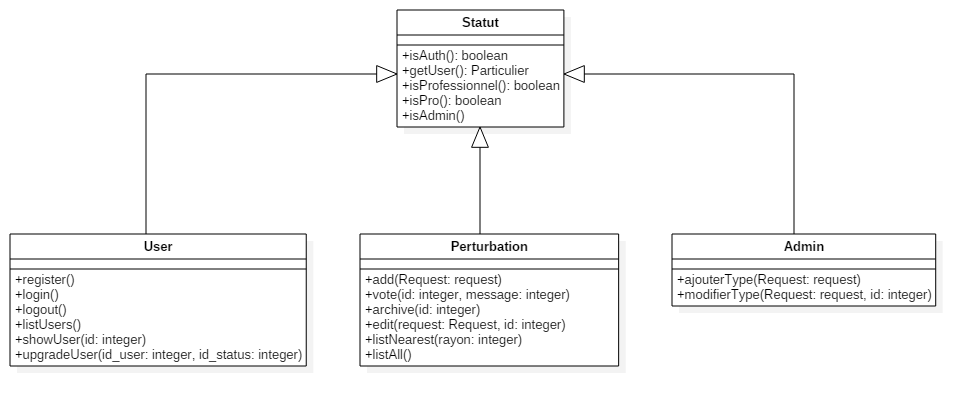 Statut
+isAuth(): boolean
+getUser(): Particulier
+isProfessionnel(): boolean
+isPro(): boolean
+isAdmin()
User
+register()
+login()
+logout()
+listUsers()
+showUser(id: integer)
+upgradeUser(id_user: integer, id_status: integer)
Perturbation
+add(Request: request)
+vote(id: integer, message: integer)
+archive(id: integer)
+edit(request: Request, id: integer)
+listNearest(rayon: integer)
+listAll()
Admin
+ajouterType(Request: request)
+modifierType(Request: request, id: integer)